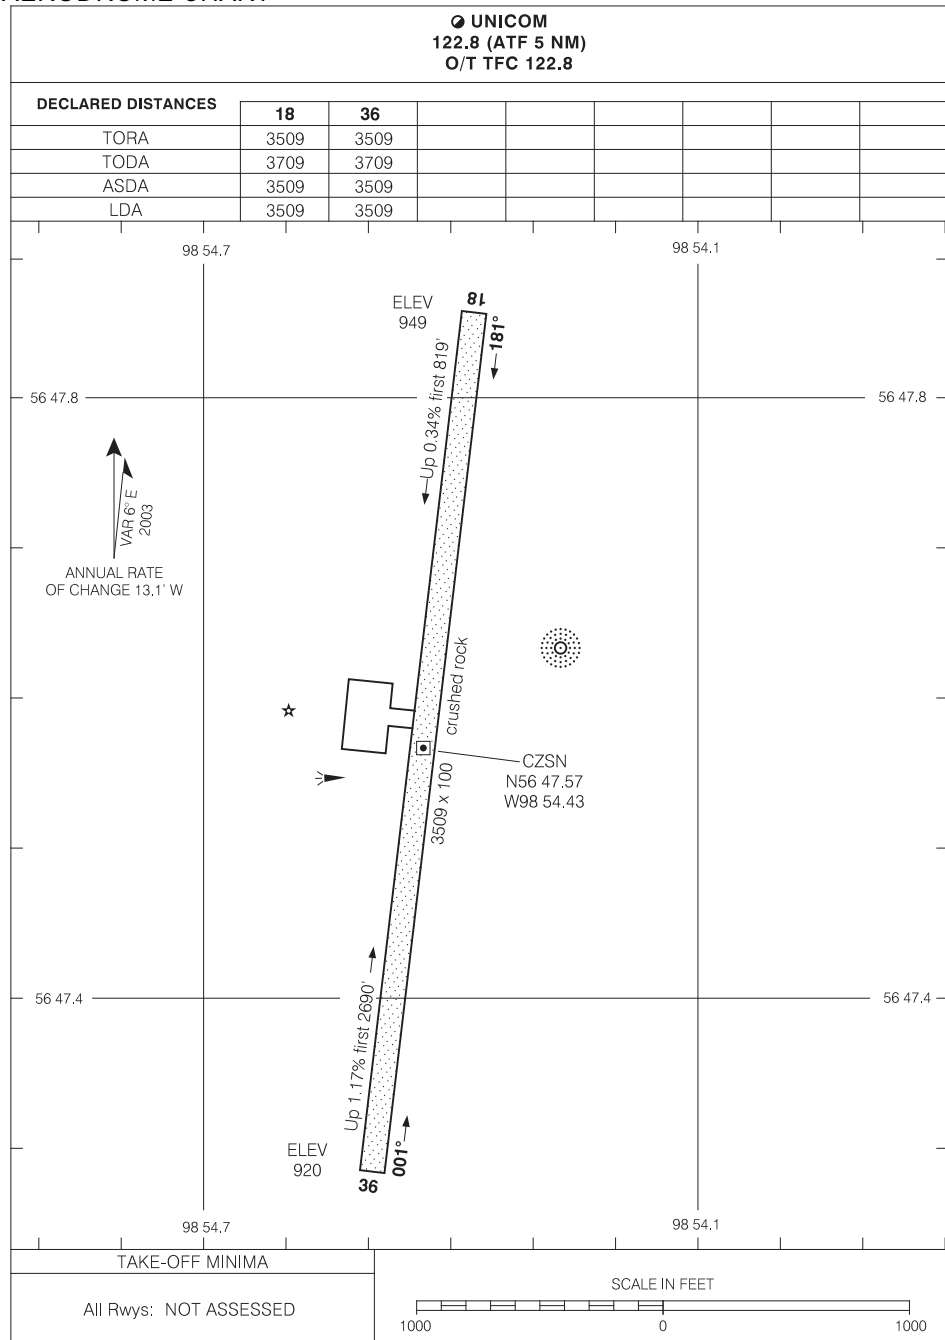 UNICOM
122.8 (ATF 5 NM)
O/T TFC 122.8
DECLARED DISTANCES
18 36
TORA 3509 3509
TODA 3709 3709
ASDA 3509 3509
LDA 3509 3509
98 54.7
98 54.1
ELEV
949
18
181°
Up 0.34% first 819'
56 47.8
56 47.8
VAR 6° E
2003
ANNUAL RATE
OF CHANGE 13.1' W
crushed rock
3509 x 100
CZSN
N56 47.57
W98 54.43
56 47.4
56 47.4
Up 1.17% first 2690'
001°
ELEV
920
36
98 54.7
98 54.1
TAKE-OFF MINIMA
All Rwys: NOT ASSESSED
SCALE IN FEET
1000 0 1000